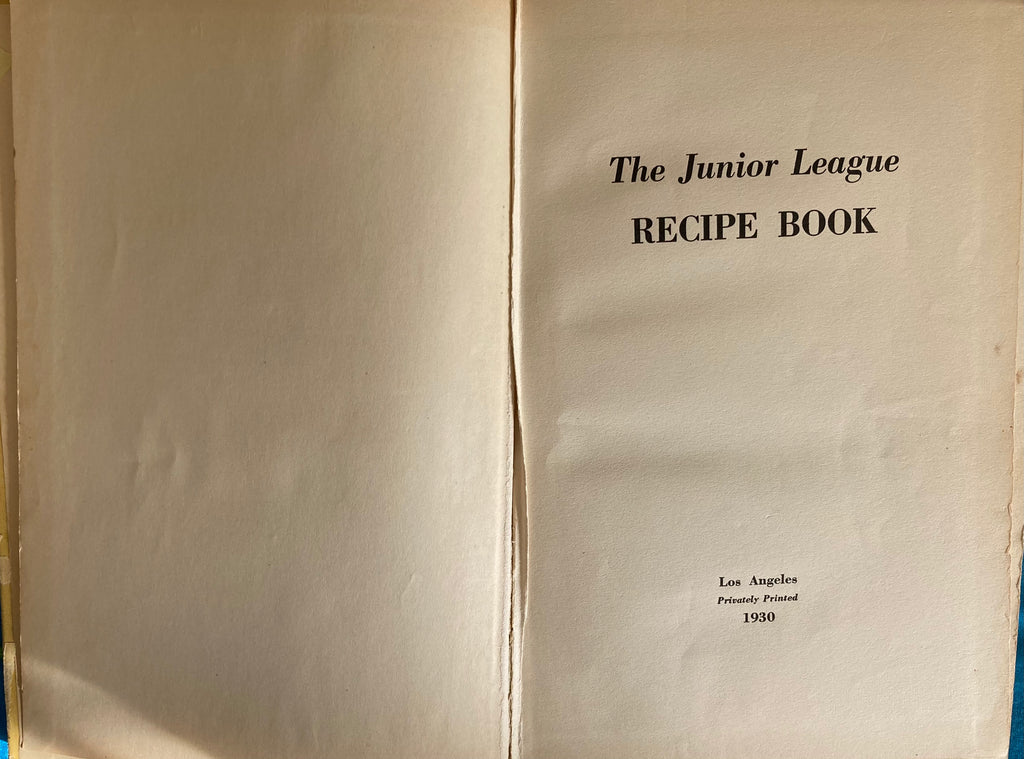 The Junior League
RECIPE BOOK
Los Angeles
Privately Printed
1930